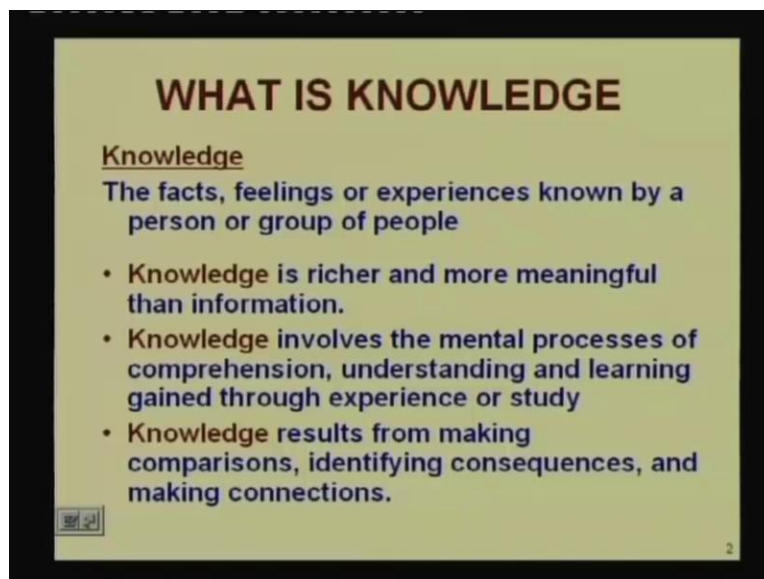 WHAT IS KNOWLEDGE
Knowledge
The facts, feelings or experiences known by a
person or group of people
• Knowledge is richer and more meaningful
than information.
• Knowledge involves the mental processes of
comprehension, understanding and learning
gained through experience or study
• Knowledge results from making
comparisons, identifying consequences, and
making connections.
2